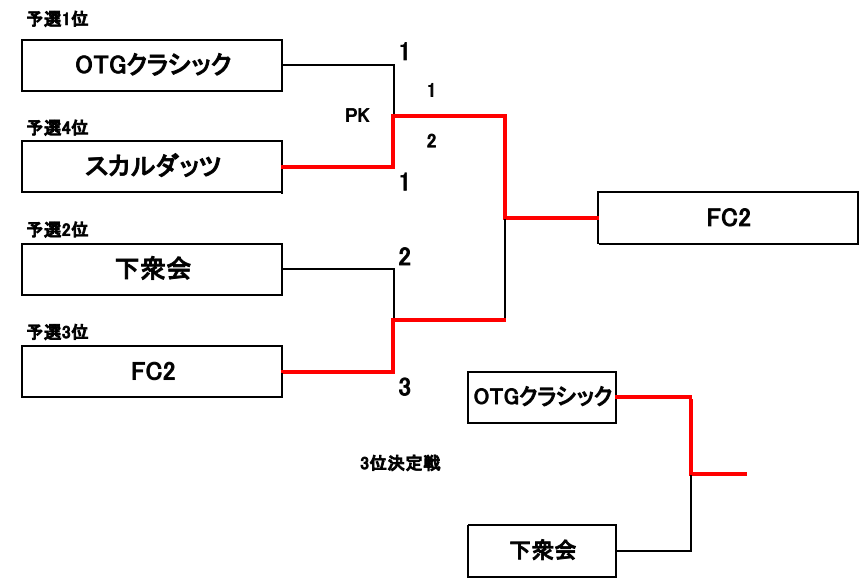 予選1位
OTGクラシック
1
1
PK
予選4位
2
スカルダッツ
1
FC2
予選2位
下衆会
2
予選3位
FC2
3
OTGクラシック
3位決定戦
下衆会